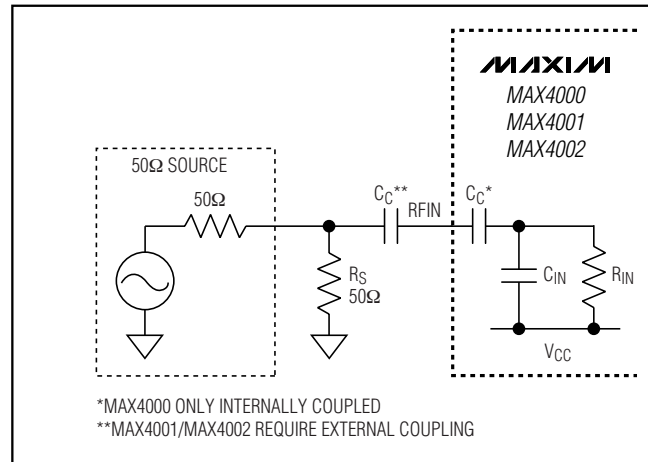 MAXIM
MAX4000
MAX4001
MAX4002
50Ω SOURCE
50Ω
CC**
RFIN
CC*
RS
50Ω
CIN
RIN
VCC
*MAX4000 ONLY INTERNALLY COUPLED
**MAX4001/MAX4002 REQUIRE EXTERNAL COUPLING